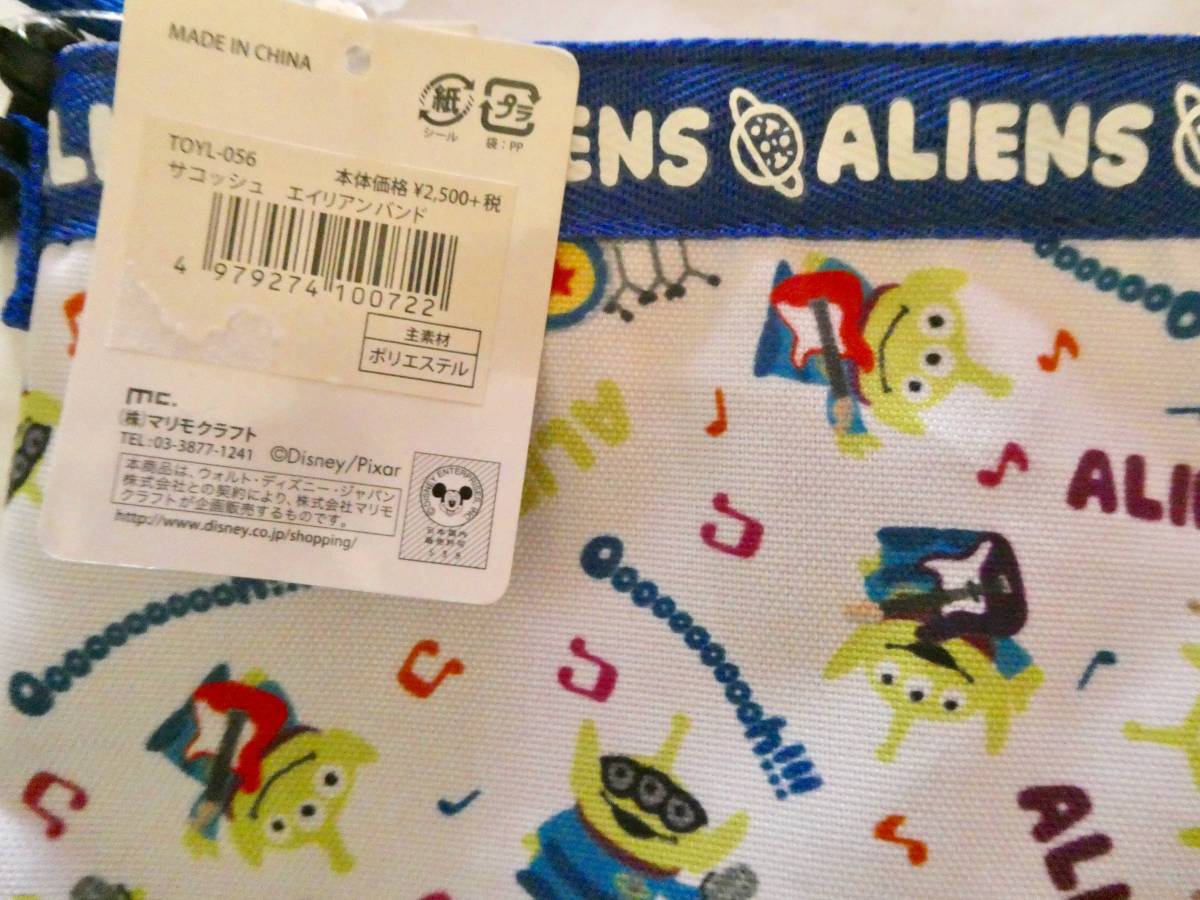 MADE IN CHINA
紙
シール
プラ
袋：PP
TOYL-056
本体価格 ¥2,500+税
サコッシュ エイリアンバンド
4 979274 100722
主素材
ポリエステル
mc.
(株)マリモクラフト
TEL:03-3877-1241
©Disney/Pixar
本商品は、ウォルト・ディズニー・ジャパン
株式会社との契約により、株式会社マリモ
クラフトが企画販売するものです。
http://www.disney.co.jp/shopping/
ENS ALIENS
ALI
Ooooooooooh!!!
Oooooooooooh!!!
ALI